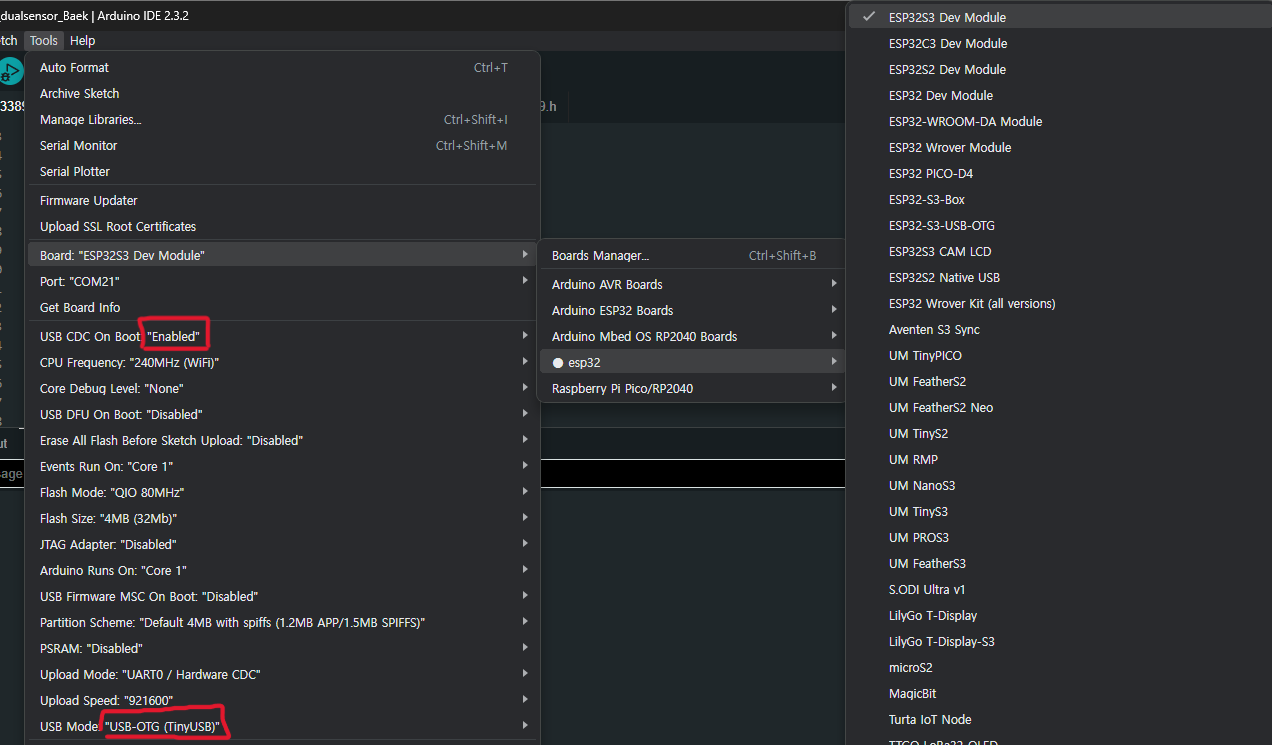 _dualsensor_Baek | Arduino IDE 2.3.2
tch Tools Help
Auto Format Ctrl+T
Archive Sketch
Manage Libraries... Ctrl+Shift+I
Serial Monitor Ctrl+Shift+M
Serial Plotter
Firmware Updater
Upload SSL Root Certificates
Board: "ESP32S3 Dev Module"
Port: "COM21"
Get Board Info
USB CDC On Boot: "Enabled"
CPU Frequency: "240MHz (WiFi)"
Core Debug Level: "None"
USB DFU On Boot: "Disabled"
Erase All Flash Before Sketch Upload: "Disabled"
Events Run On: "Core 1"
Flash Mode: "QIO 80MHz"
Flash Size: "4MB (32Mb)"
JTAG Adapter: "Disabled"
Arduino Runs On: "Core 1"
USB Firmware MSC On Boot: "Disabled"
Partition Scheme: "Default 4MB with spiffs (1.2MB APP/1.5MB SPIFFS)"
PSRAM: "Disabled"
Upload Mode: "UART0 / Hardware CDC"
Upload Speed: "921600"
USB Mode: "USB-OTG (TinyUSB)"
3389
9.h
ut
sage
Boards Manager... Ctrl+Shift+B
Arduino AVR Boards
Arduino ESP32 Boards
Arduino Mbed OS RP2040 Boards
esp32
Raspberry Pi Pico/RP2040
ESP32S3 Dev Module
ESP32C3 Dev Module
ESP32S2 Dev Module
ESP32 Dev Module
ESP32-WROOM-DA Module
ESP32 Wrover Module
ESP32 PICO-D4
ESP32-S3-Box
ESP32-S3-USB-OTG
ESP32S3 CAM LCD
ESP32S2 Native USB
ESP32 Wrover Kit (all versions)
Aventen S3 Sync
UM TinyPICO
UM FeatherS2
UM FeatherS2 Neo
UM TinyS2
UM RMP
UM NanoS3
UM TinyS3
UM PROS3
UM FeatherS3
S.ODI Ultra v1
LilyGo T-Display
LilyGo T-Display-S3
microS2
MagicBit
Turta IoT Node
TTGO LoRa32-OLED